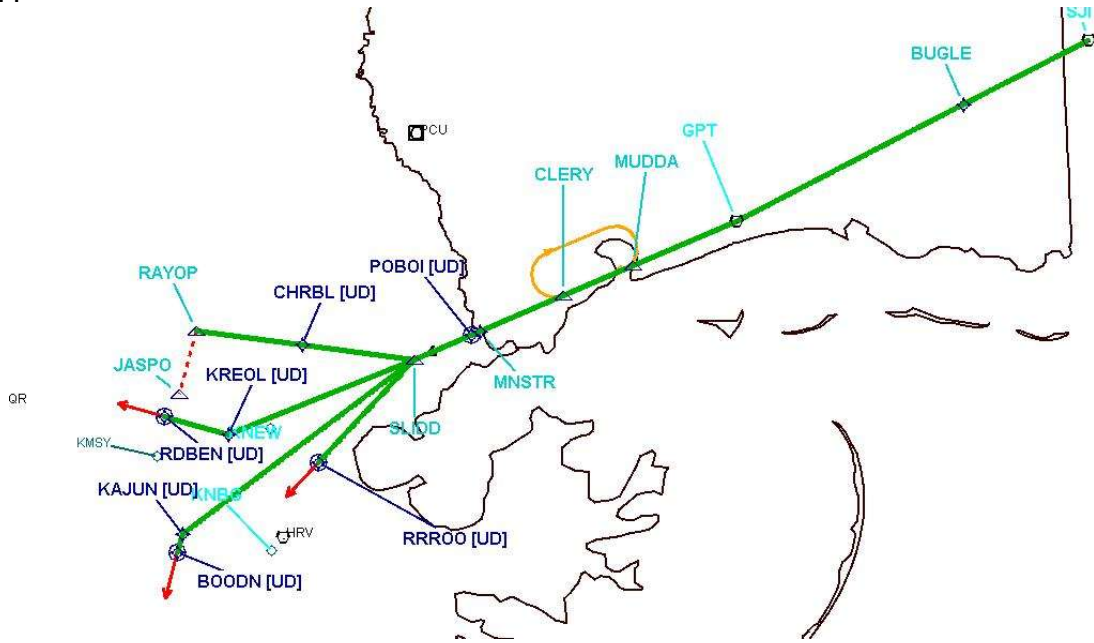 SJI
BUGLE
PCU
GPT
MUDDA
CLERY
POBOI [UD]
RAYOP
CHRBL [UD]
JASPO
KREOL [UD]
MNSTR
QR
SLIDD
KNEW
KMSY
RDBEN [UD]
KAJUN [UD]
KNBG
HRV
RRROO [UD]
BOODN [UD]